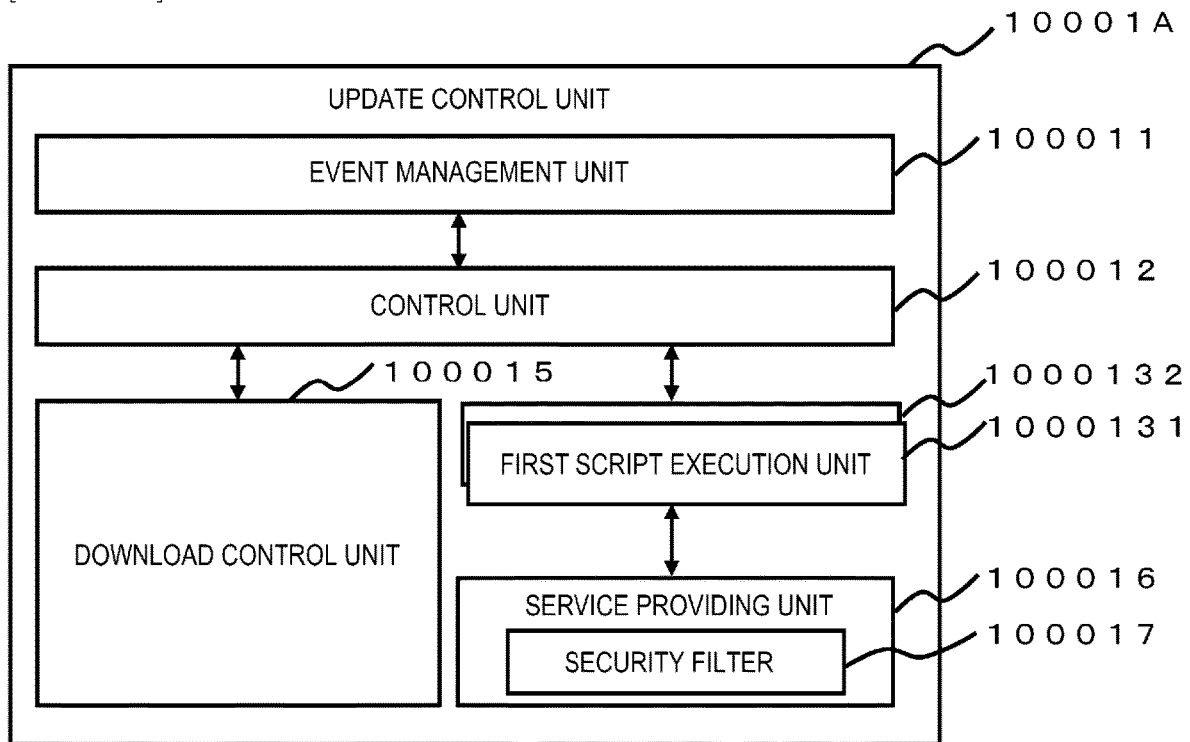 10001A
UPDATE CONTROL UNIT
100011
EVENT MANAGEMENT UNIT
100012
CONTROL UNIT
100015
1000132
1000131
FIRST SCRIPT EXECUTION UNIT
DOWNLOAD CONTROL UNIT
100016
SERVICE PROVIDING UNIT
100017
SECURITY FILTER